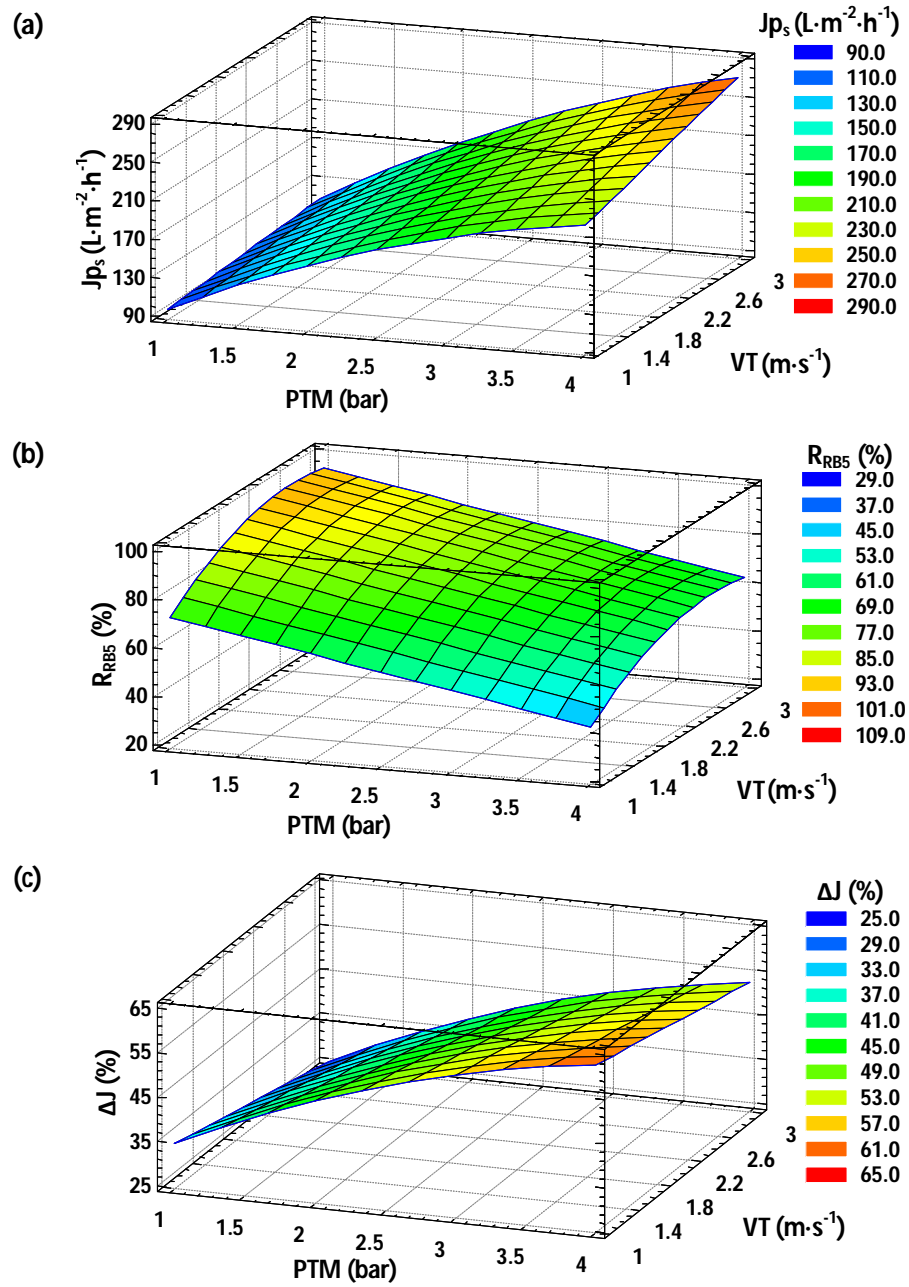 (a)
Jpₛ (L·m⁻²·h⁻¹)
90.0
110.0
130.0
150.0
170.0
190.0
210.0
230.0
250.0
270.0
290.0
Jpₛ (L·m⁻²·h⁻¹)
290
250
210
170
130
90
1 1.5 2 2.5 3 3.5 4
PTM (bar)
1 1.4 1.8 2.2 2.6 3
VT (m·s⁻¹)
(b)
R_RB5 (%)
29.0
37.0
45.0
53.0
61.0
69.0
77.0
85.0
93.0
101.0
109.0
R_RB5 (%)
100
80
60
40
20
1 1.5 2 2.5 3 3.5 4
PTM (bar)
1 1.4 1.8 2.2 2.6 3
VT (m·s⁻¹)
(c)
ΔJ (%)
25.0
29.0
33.0
37.0
41.0
45.0
49.0
53.0
57.0
61.0
65.0
ΔJ (%)
65
55
45
35
25
1 1.5 2 2.5 3 3.5 4
PTM (bar)
1 1.4 1.8 2.2 2.6 3
VT (m·s⁻¹)